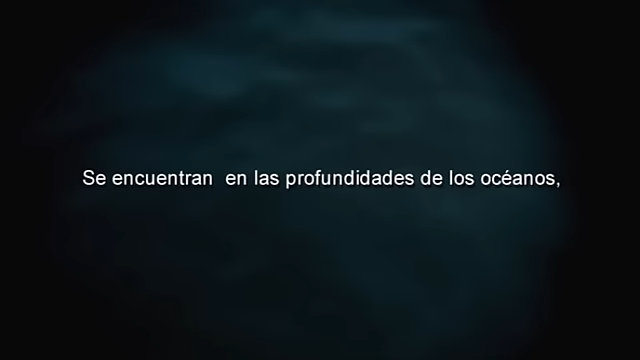 Se encuentran  en las profundidades de los océanos,